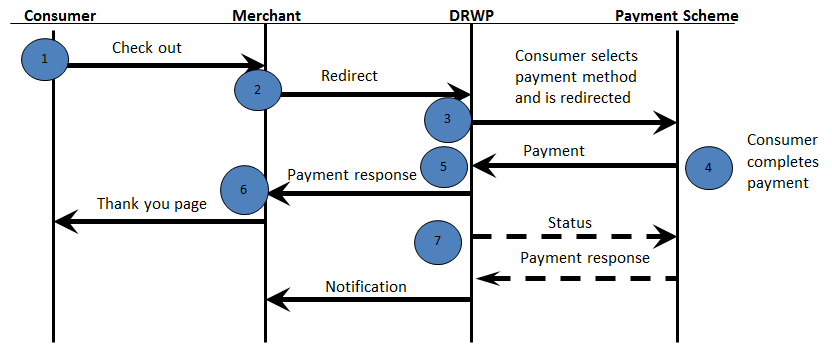 Consumer
Merchant
DRWP
Payment Scheme
1
Check out
2
Redirect
Consumer selects
payment method
and is redirected
3
Payment
4
Consumer
completes
payment
5
Payment response
6
Thank you page
7
Status
Payment response
Notification